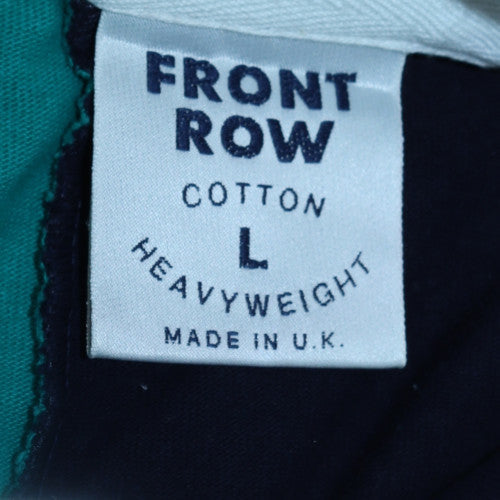 FRONT
ROW
COTTON
L
HEAVYWEIGHT
MADE IN U.K.